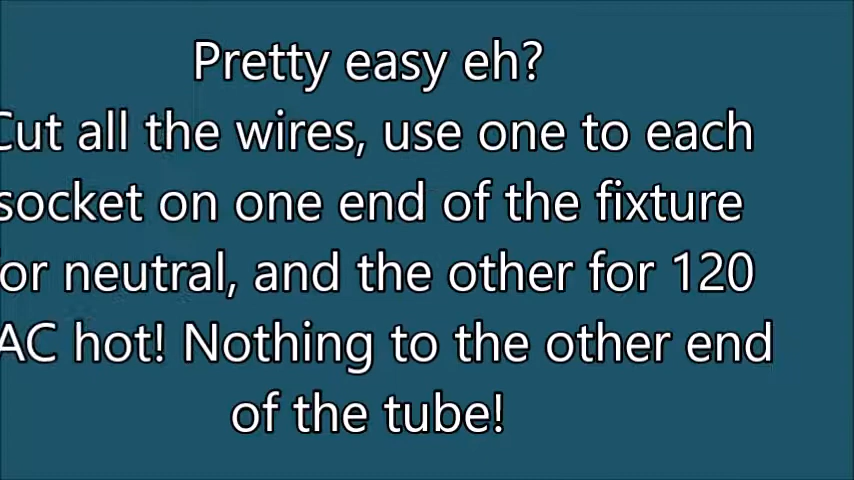 Pretty easy eh?
Cut all the wires, use one to each
socket on one end of the fixture
or neutral, and the other for 120
AC hot! Nothing to the other end
of the tube!